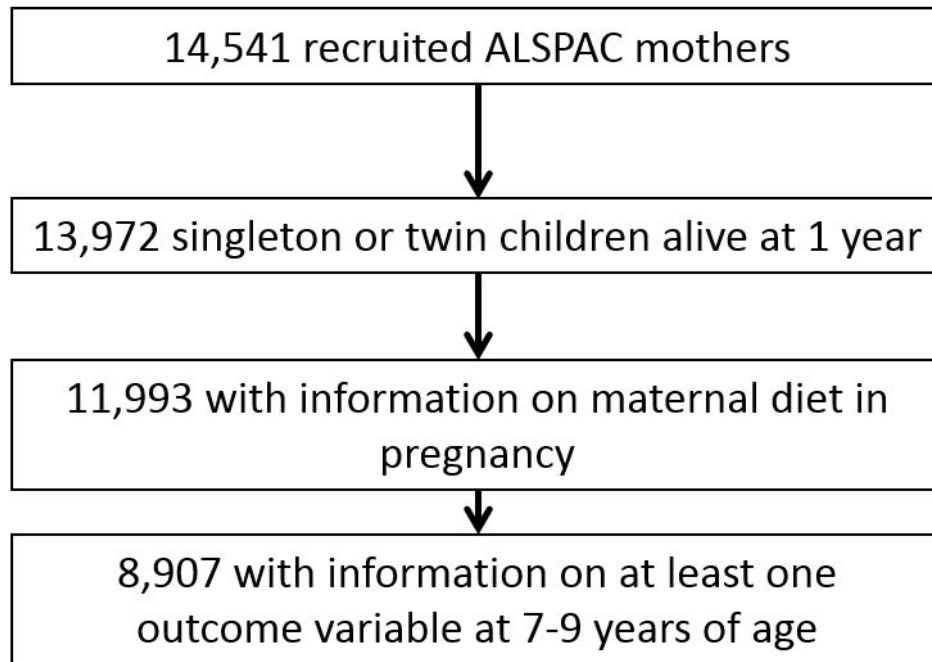 14,541 recruited ALSPAC mothers
13,972 singleton or twin children alive at 1 year
11,993 with information on maternal diet in
pregnancy
8,907 with information on at least one
outcome variable at 7-9 years of age